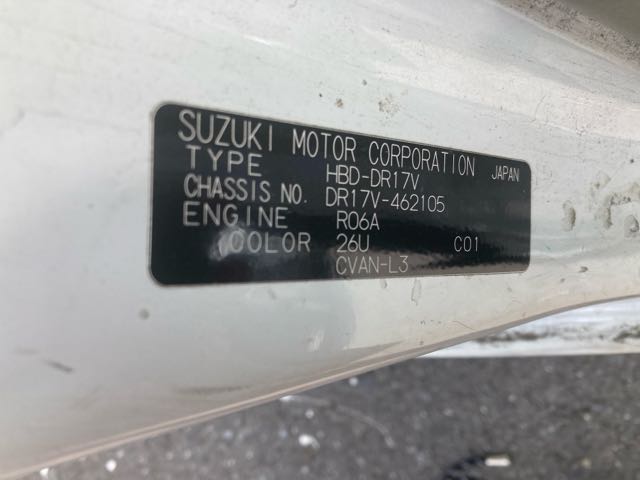 SUZUKI MOTOR CORPORATION JAPAN
TYPE HBD-DR17V
CHASSIS NO. DR17V-462105
ENGINE R06A
COLOR 26U C01
CVAN-L3